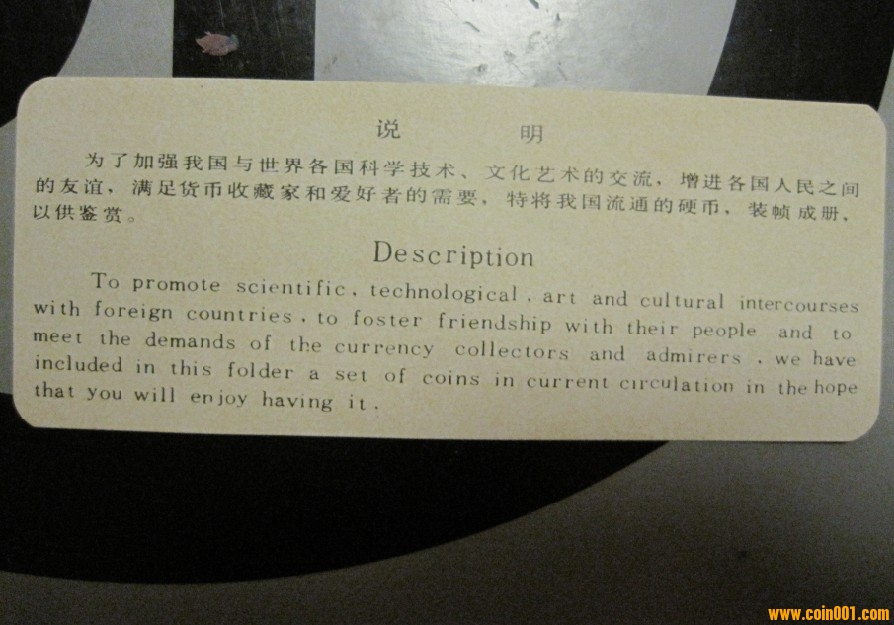 说 明
为了加强我国与世界各国科学技术、文化艺术的交流，增进各国人民之间
的友谊，满足货币收藏家和爱好者的需要，特将我国流通的硬币，装帧成册，
以供鉴赏。
Description
To promote scientific, technological, art and cultural intercourses
with foreign countries, to foster friendship with their people and to
meet the demands of the currency collectors and admirers, we have
included in this folder a set of coins in current circulation in the hope
that you will enjoy having it.
www.coin001.com